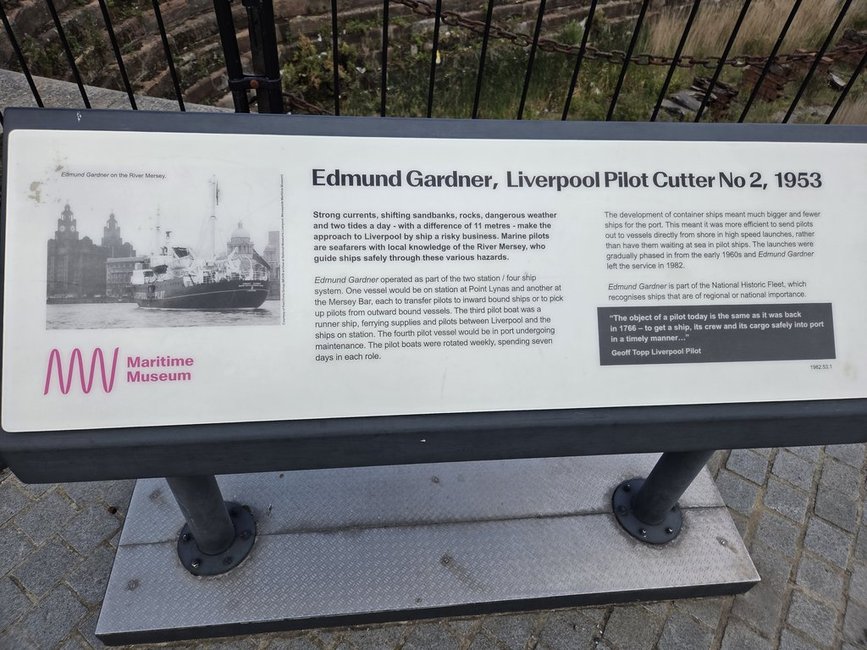 Edmund Gardner on the River Mersey.
Maritime
Museum
Edmund Gardner, Liverpool Pilot Cutter No 2, 1953
Strong currents, shifting sandbanks, rocks, dangerous weather
and two tides a day - with a difference of 11 metres - make the
approach to Liverpool by ship a risky business. Marine pilots
are seafarers with local knowledge of the River Mersey, who
guide ships safely through these various hazards.
Edmund Gardner operated as part of the two station / four ship
system. One vessel would be on station at Point Lynas and another at
the Mersey Bar, each to transfer pilots to inward bound ships or to pick
up pilots from outward bound vessels. The third pilot boat was a
runner ship, ferrying supplies and pilots between Liverpool and the
ships on station. The fourth pilot vessel would be in port undergoing
maintenance. The pilot boats were rotated weekly, spending seven
days in each role.
The development of container ships meant much bigger and fewer
ships for the port. This meant it was more efficient to send pilots
out to vessels directly from shore in high speed launches, rather
than have them waiting at sea in pilot ships. The launches were
gradually phased in from the early 1960s and Edmund Gardner
left the service in 1982.
Edmund Gardner is part of the National Historic Fleet, which
recognises ships that are of regional or national importance.
"The object of a pilot today is the same as it was back
in 1766 – to get a ship, its crew and its cargo safely into port
in a timely manner…"
Geoff Topp Liverpool Pilot
1982.53.1